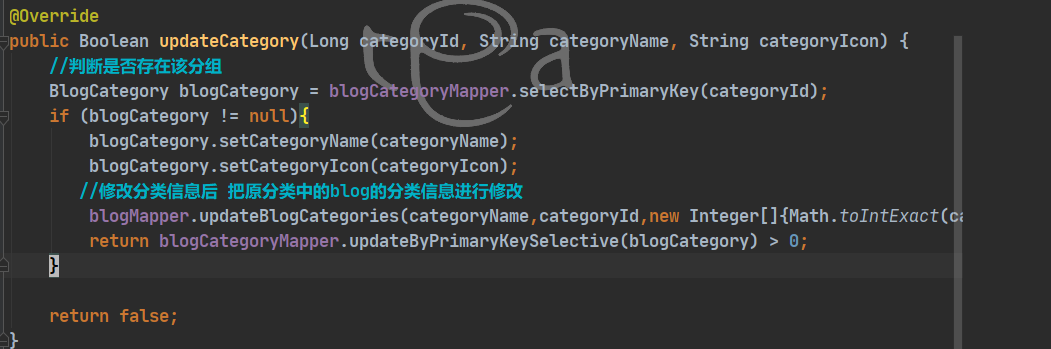 @Override
public Boolean updateCategory(Long categoryId, String categoryName, String categoryIcon) {
//判断是否存在该分组
BlogCategory blogCategory = blogCategoryMapper.selectByPrimaryKey(categoryId);
if (blogCategory != null){
blogCategory.setCategoryName(categoryName);
blogCategory.setCategoryIcon(categoryIcon);
//修改分类信息后 把原分类中的blog的分类信息进行修改
blogMapper.updateBlogCategories(categoryName,categoryId,new Integer[]{Math.toIntExact(ca
return blogCategoryMapper.updateByPrimaryKeySelective(blogCategory) > 0;
}
return false;
}